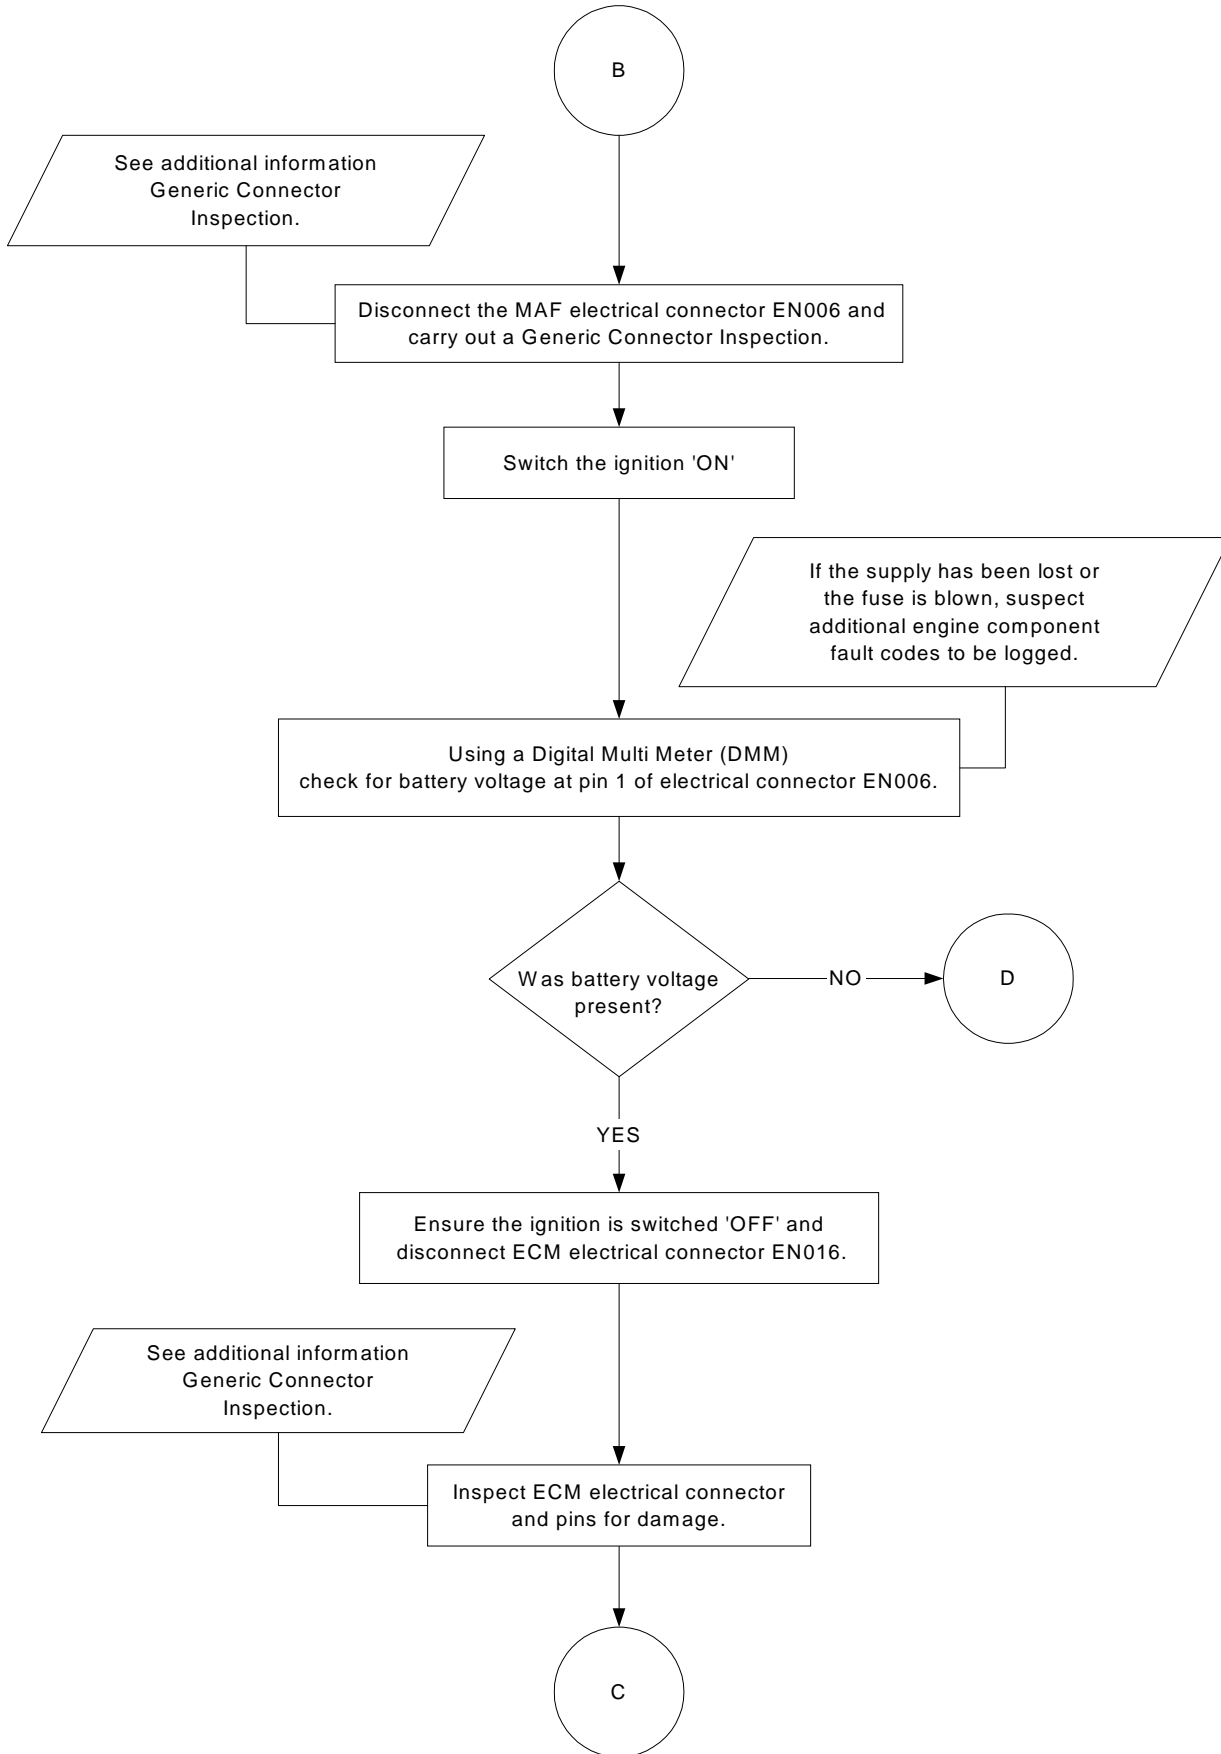 B
See additional information
Generic Connector
Inspection.
Disconnect the MAF electrical connector EN006 and
carry out a Generic Connector Inspection.
Switch the ignition 'ON'
If the supply has been lost or
the fuse is blown, suspect
additional engine component
fault codes to be logged.
Using a Digital Multi Meter (DMM)
check for battery voltage at pin 1 of electrical connector EN006.
Was battery voltage
present?
NO
D
YES
Ensure the ignition is switched 'OFF' and
disconnect ECM electrical connector EN016.
See additional information
Generic Connector
Inspection.
Inspect ECM electrical connector
and pins for damage.
C